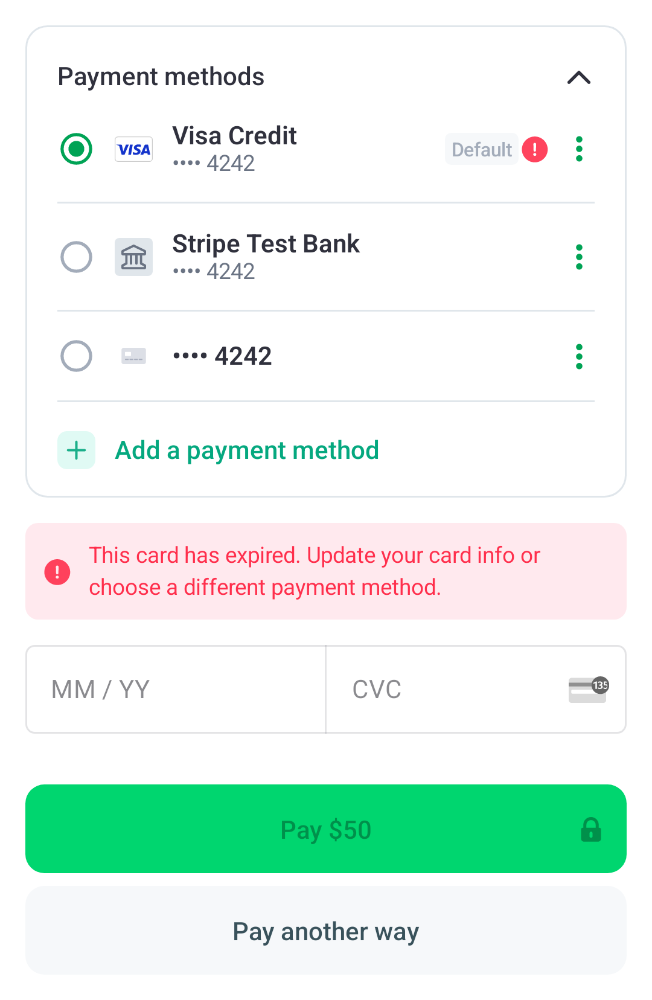 Payment methods
VISA
Visa Credit
•••• 4242
Default
!
Stripe Test Bank
•••• 4242
•••• 4242
+ Add a payment method
!
This card has expired. Update your card info or
choose a different payment method.
MM / YY
CVC
135
Pay $50
Pay another way